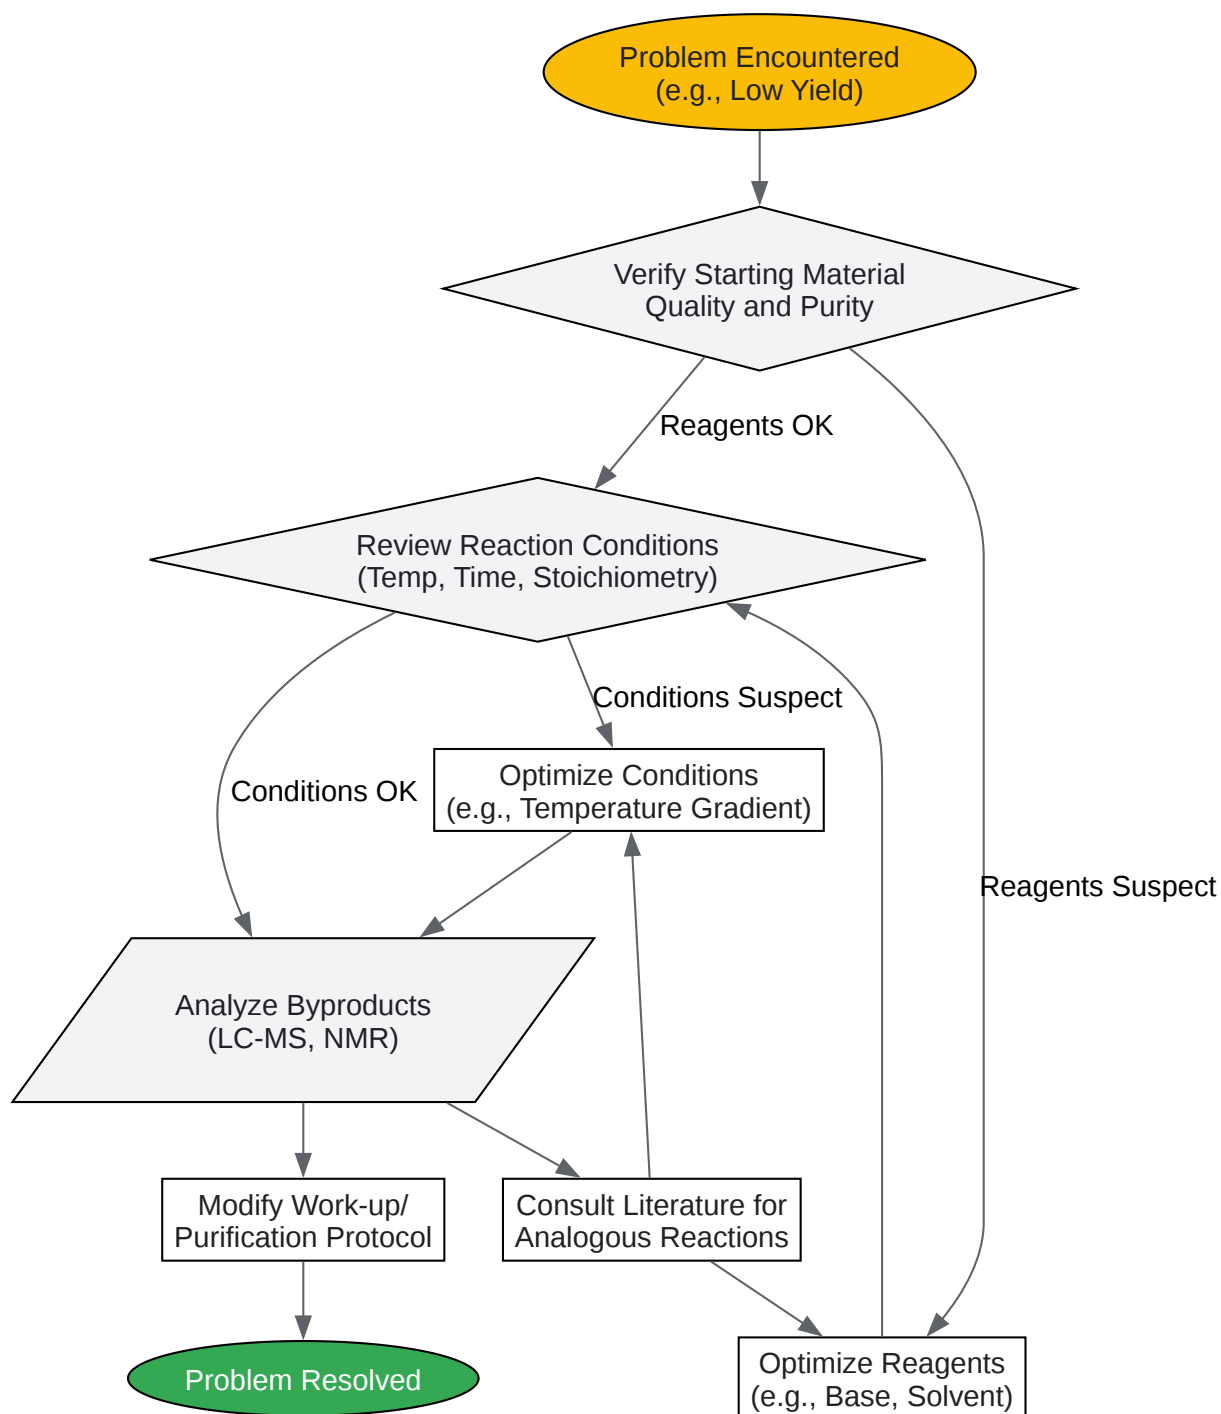 Problem Encountered
(e.g., Low Yield)
Verify Starting Material
Quality and Purity
Reagents OK
Review Reaction Conditions
(Temp, Time, Stoichiometry)
Conditions Suspect
Optimize Conditions
(e.g., Temperature Gradient)
Conditions OK
Reagents Suspect
Analyze Byproducts
(LC-MS, NMR)
Modify Work-up/
Purification Protocol
Consult Literature for
Analogous Reactions
Problem Resolved
Optimize Reagents
(e.g., Base, Solvent)